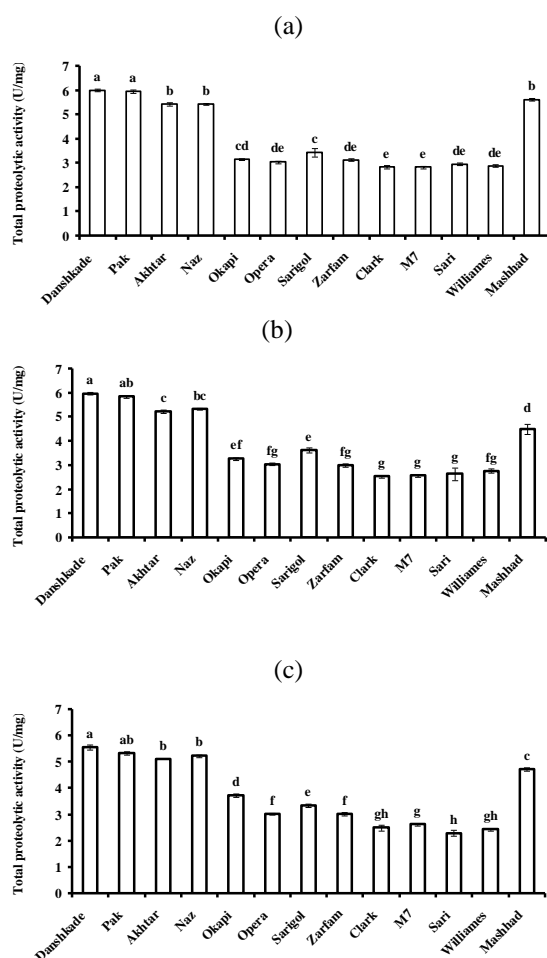 (a)
Total proteolytic activity (U/mg)
7
6
5
4
3
2
1
0
a a b b cd de c de e e de de b
Danshkade Pak Akhtar Naz Okapi Opera Sarigol Zarfam Clark M7 Sari Williames Mashhad
(b)
Total proteolytic activity (U/mg)
7
6
5
4
3
2
1
0
a ab c bc ef fg e fg g g g fg d
Danshkade Pak Akhtar Naz Okapi Opera Sarigol Zarfam Clark M7 Sari Williames Mashhad
(c)
Total proteolytic activity (U/mg)
7
6
5
4
3
2
1
0
a ab b b d f e f gh g h gh c
Danshkade Pak Akhtar Naz Okapi Opera Sarigol Zarfam Clark M7 Sari Williames Mashhad